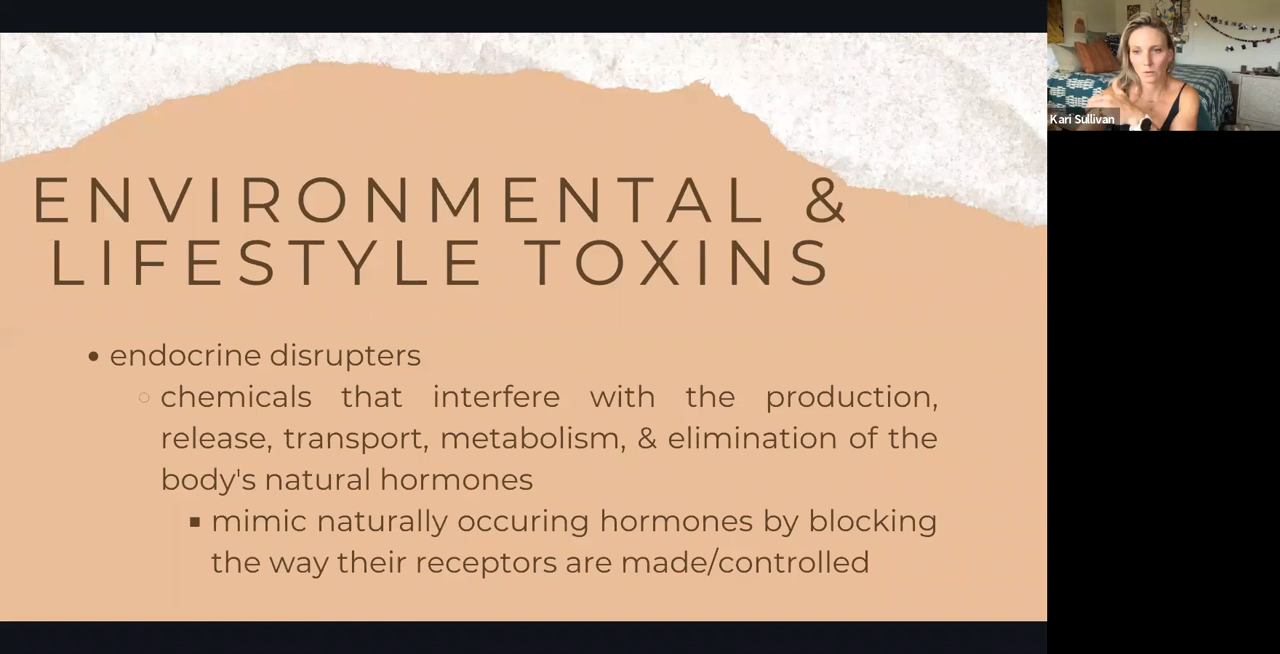 ENVIRONMENTAL &
LIFESTYLE TOXINS
• endocrine disrupters
○ chemicals that interfere with the production,
release, transport, metabolism, & elimination of the
body's natural hormones
▪ mimic naturally occuring hormones by blocking
the way their receptors are made/controlled
Kari Sullivan